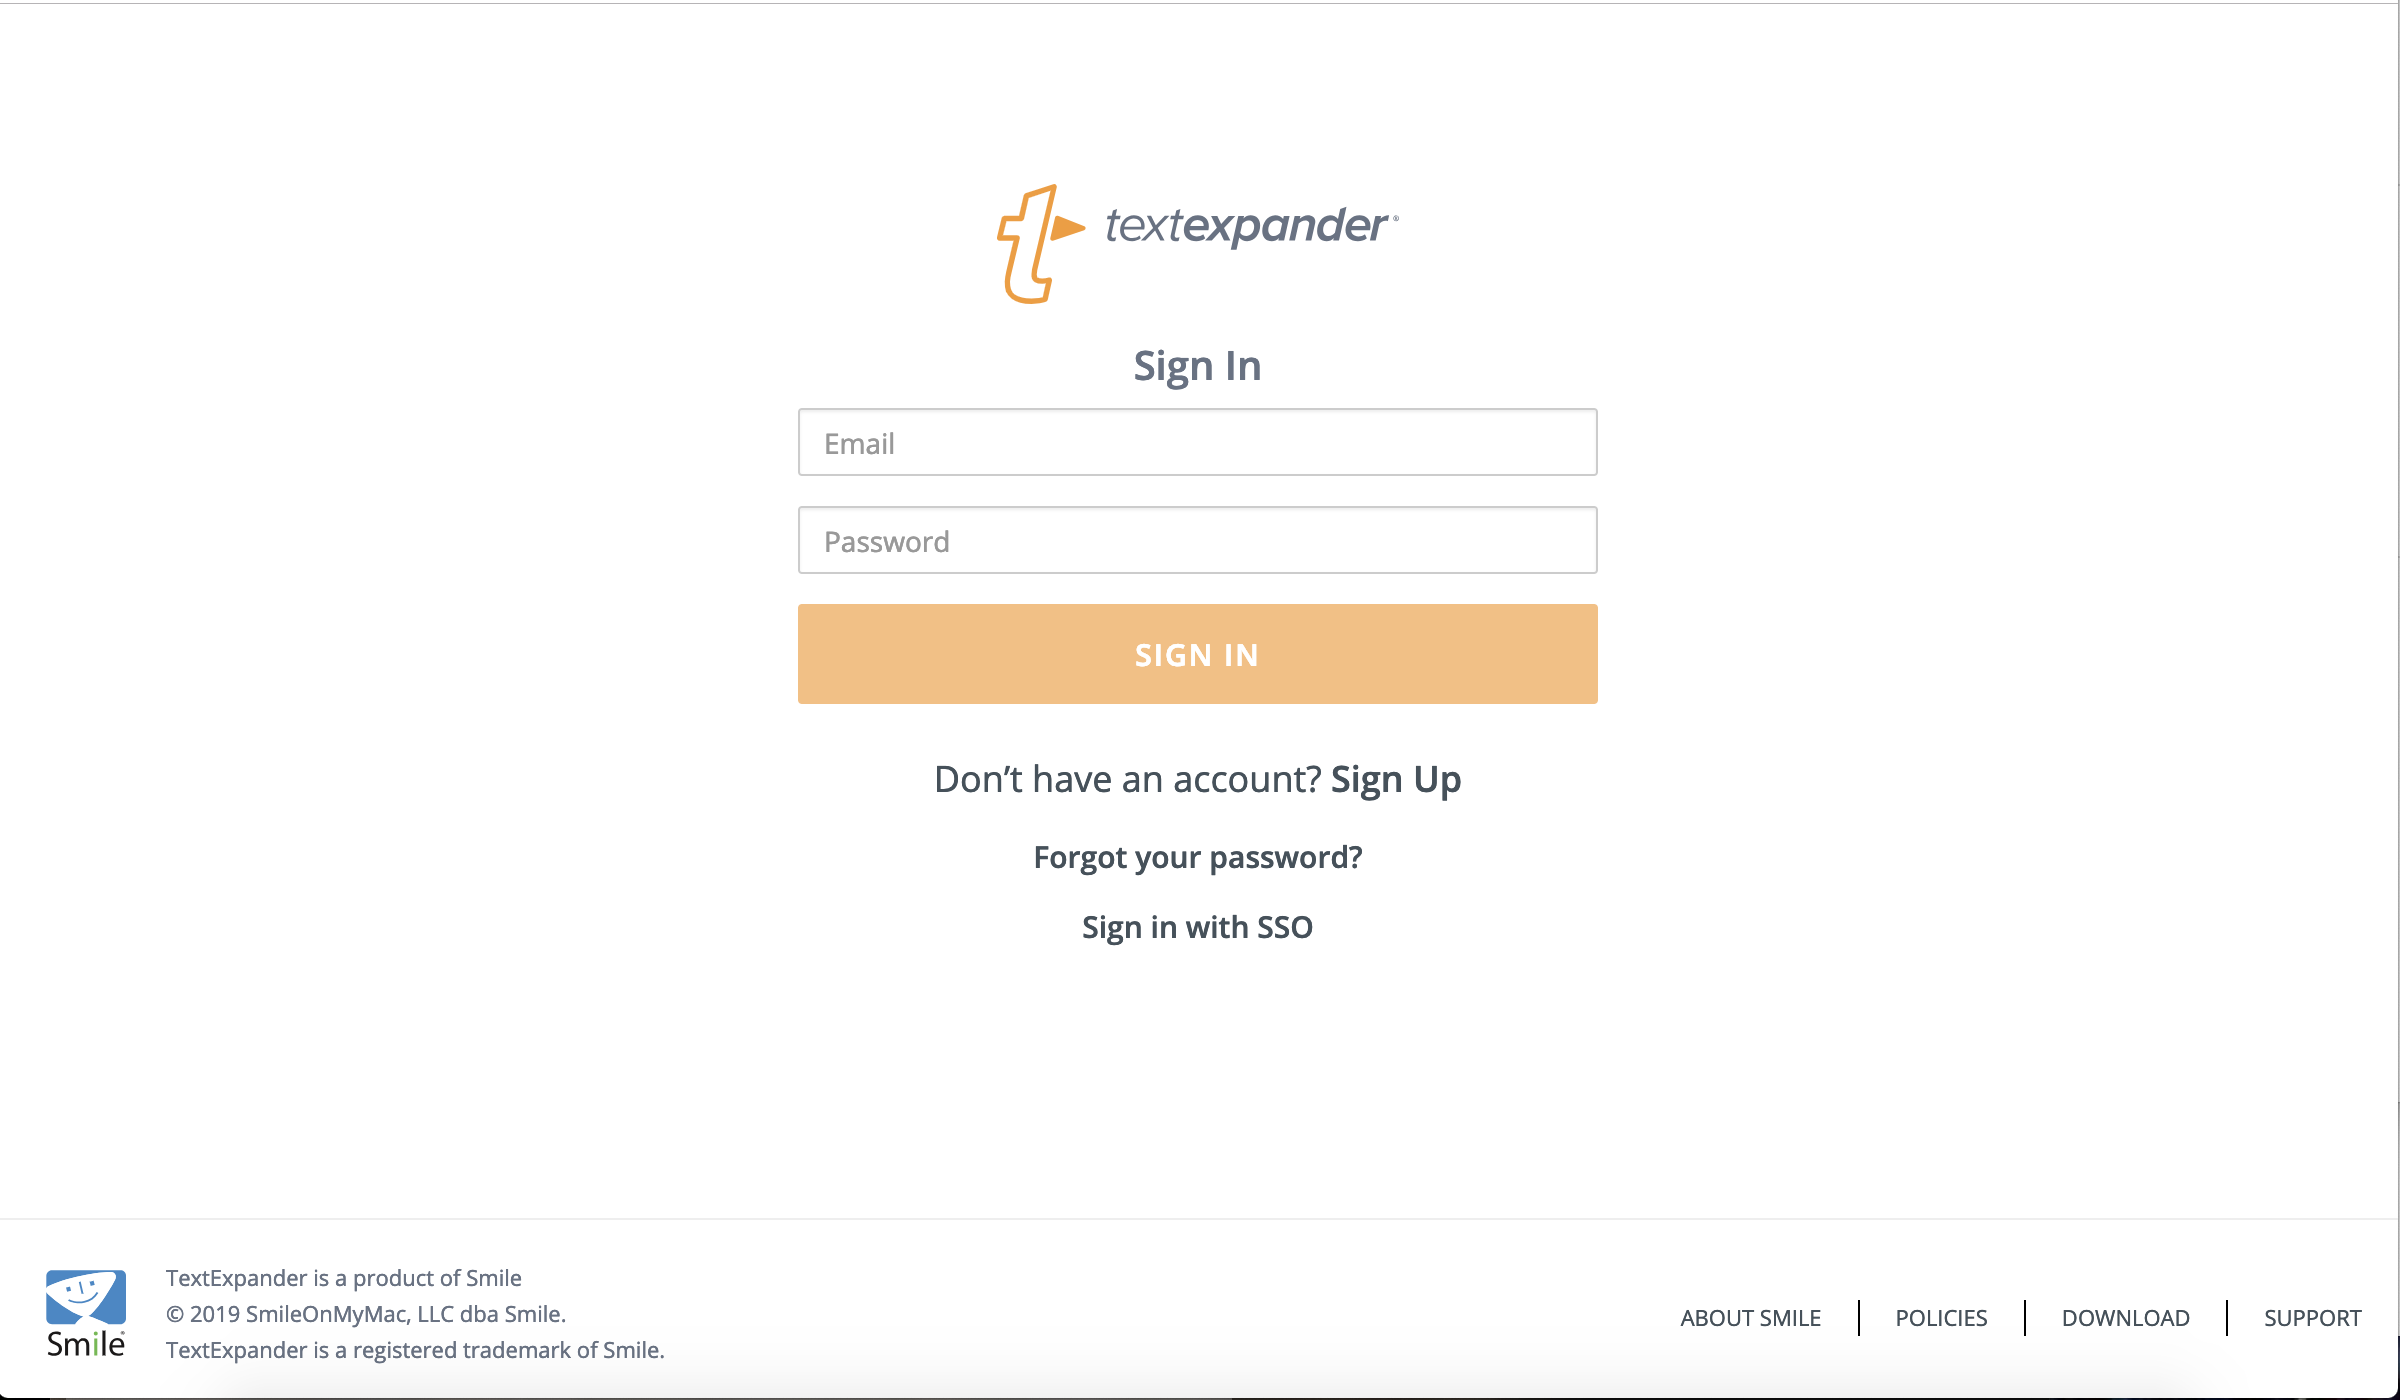 textexpander®
Sign In
Email
Password
SIGN IN
Don’t have an account? Sign Up
Forgot your password?
Sign in with SSO
Smile
TextExpander is a product of Smile
© 2019 SmileOnMyMac, LLC dba Smile.
TextExpander is a registered trademark of Smile.
ABOUT SMILE | POLICIES | DOWNLOAD | SUPPORT